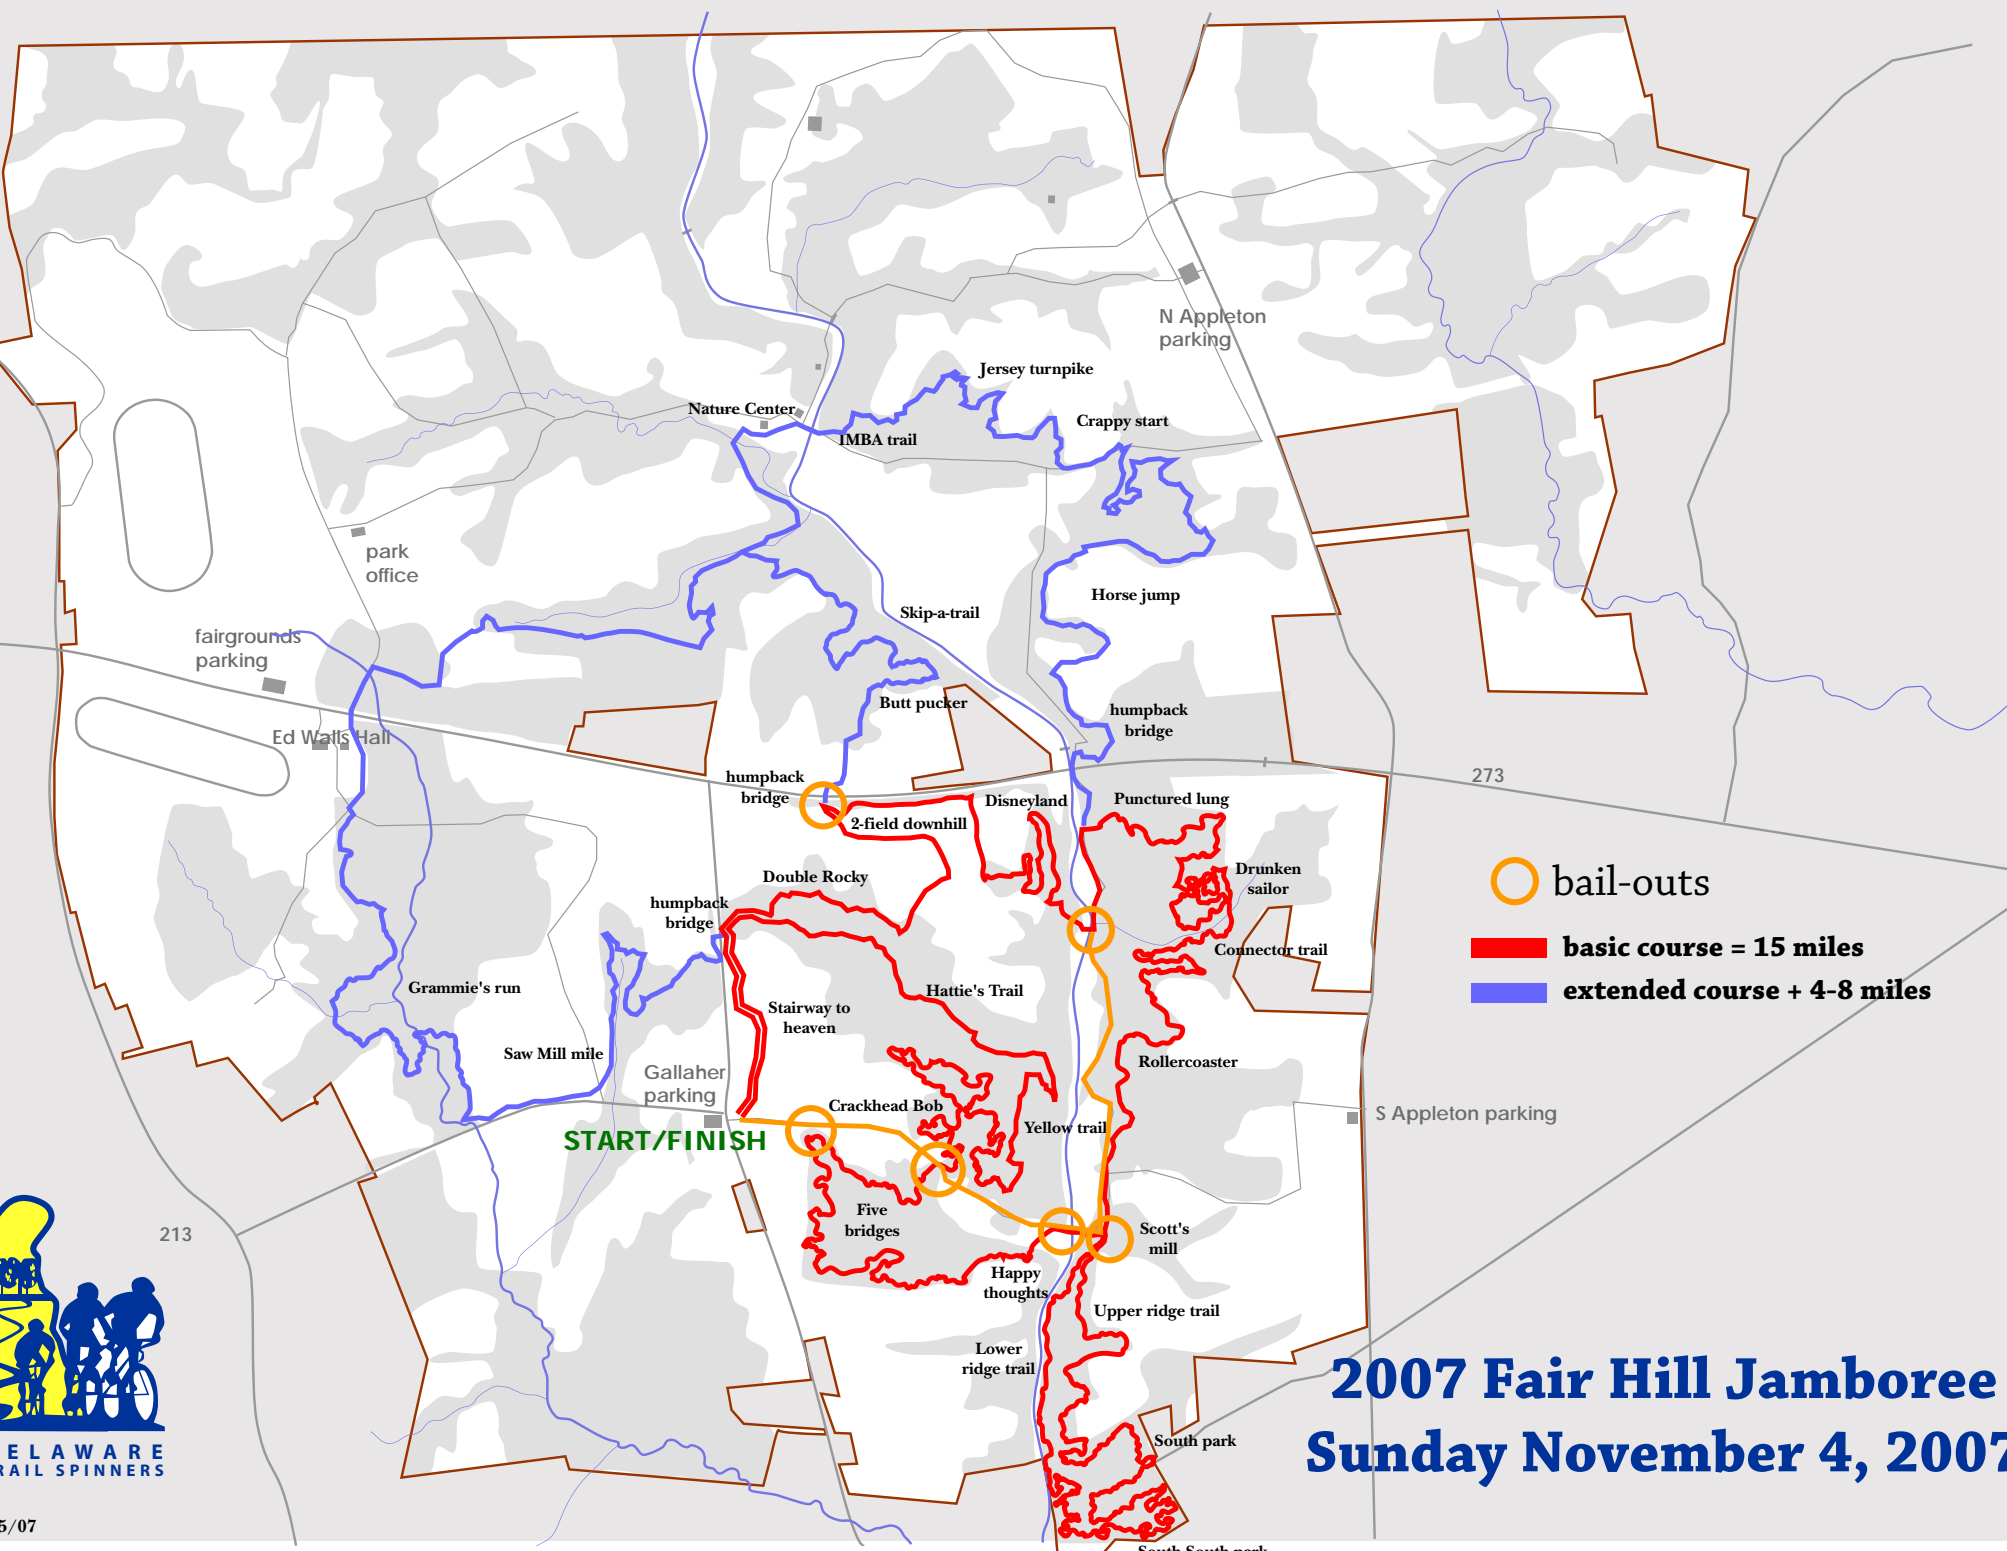 Jersey turnpike
N Appleton
parking
Nature Center
IMBA trail
Crappy start
park
office
Horse jump
Skip-a-trail
fairgrounds
parking
Butt pucker
humpback
bridge
Ed Walls Hall
273
humpback
bridge
Disneyland
Punctured lung
2-field downhill
Double Rocky
Drunken
sailor
bail-outs
humpback
bridge
Connector trail
basic course = 15 miles
Grammie's run
Hattie's Trail
extended course + 4-8 miles
Stairway to
heaven
Saw Mill mile
Rollercoaster
Gallaher
parking
Crackhead Bob
S Appleton parking
Yellow trail
START/FINISH
Five
bridges
213
Scott's
mill
Happy
thoughts
Upper ridge trail
Lower
ridge trail
2007 Fair Hill Jamboree
Sunday November 4, 2007
South park
ELAWARE
RAIL SPINNERS
5/07
South South park